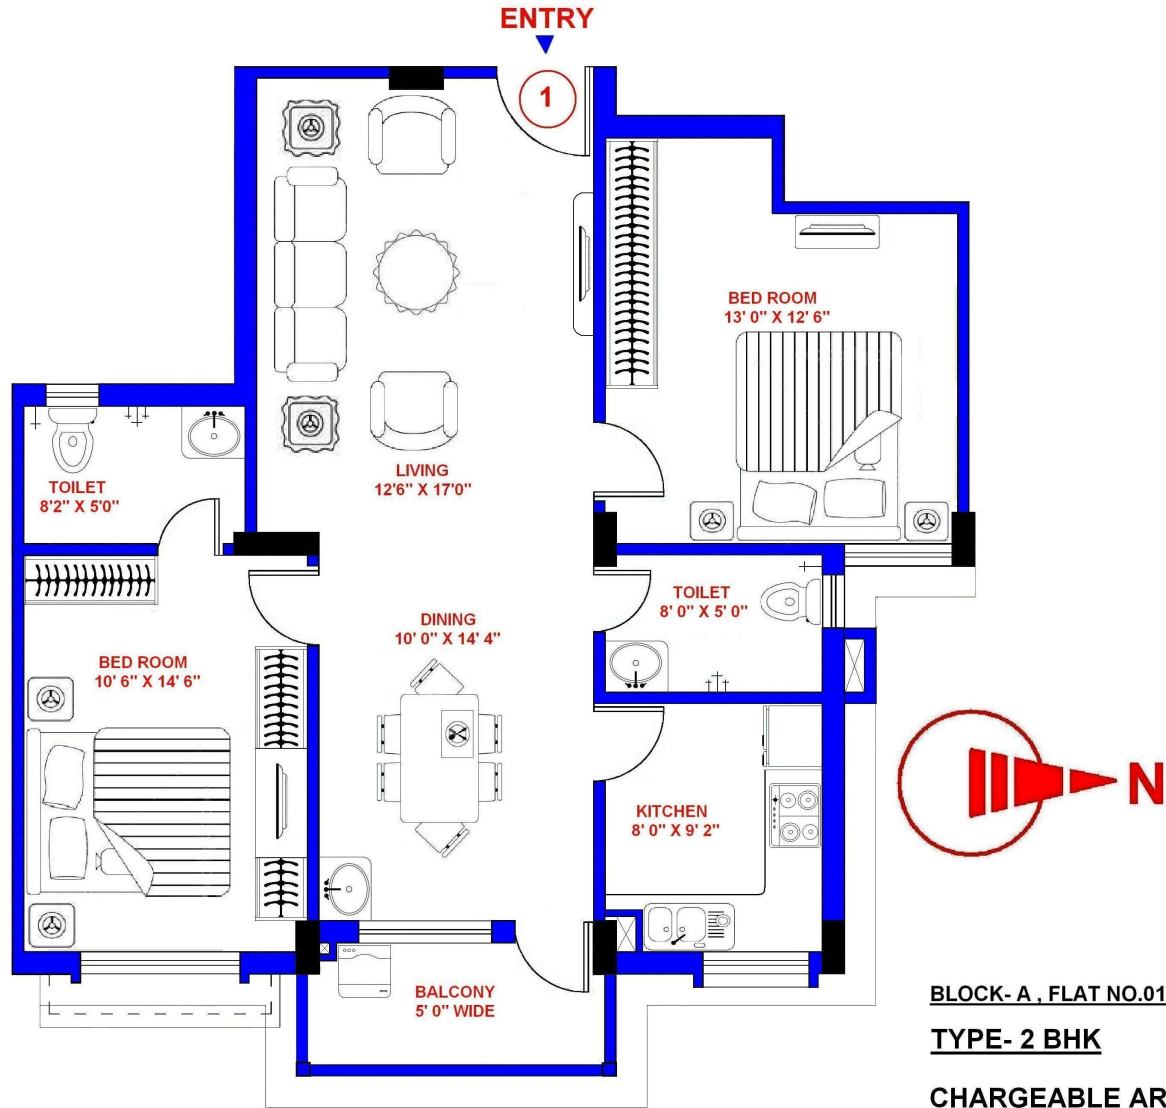 ENTRY
1
BED ROOM
13' 0" X 12' 6"
LIVING
12'6" X 17'0"
TOILET
8'2" X 5'0"
TOILET
8' 0" X 5' 0"
DINING
10' 0" X 14' 4"
BED ROOM
10' 6" X 14' 6"
N
KITCHEN
8' 0" X 9' 2"
BALCONY
5' 0" WIDE
BLOCK- A , FLAT NO.01
TYPE- 2 BHK
CHARGEABLE AR